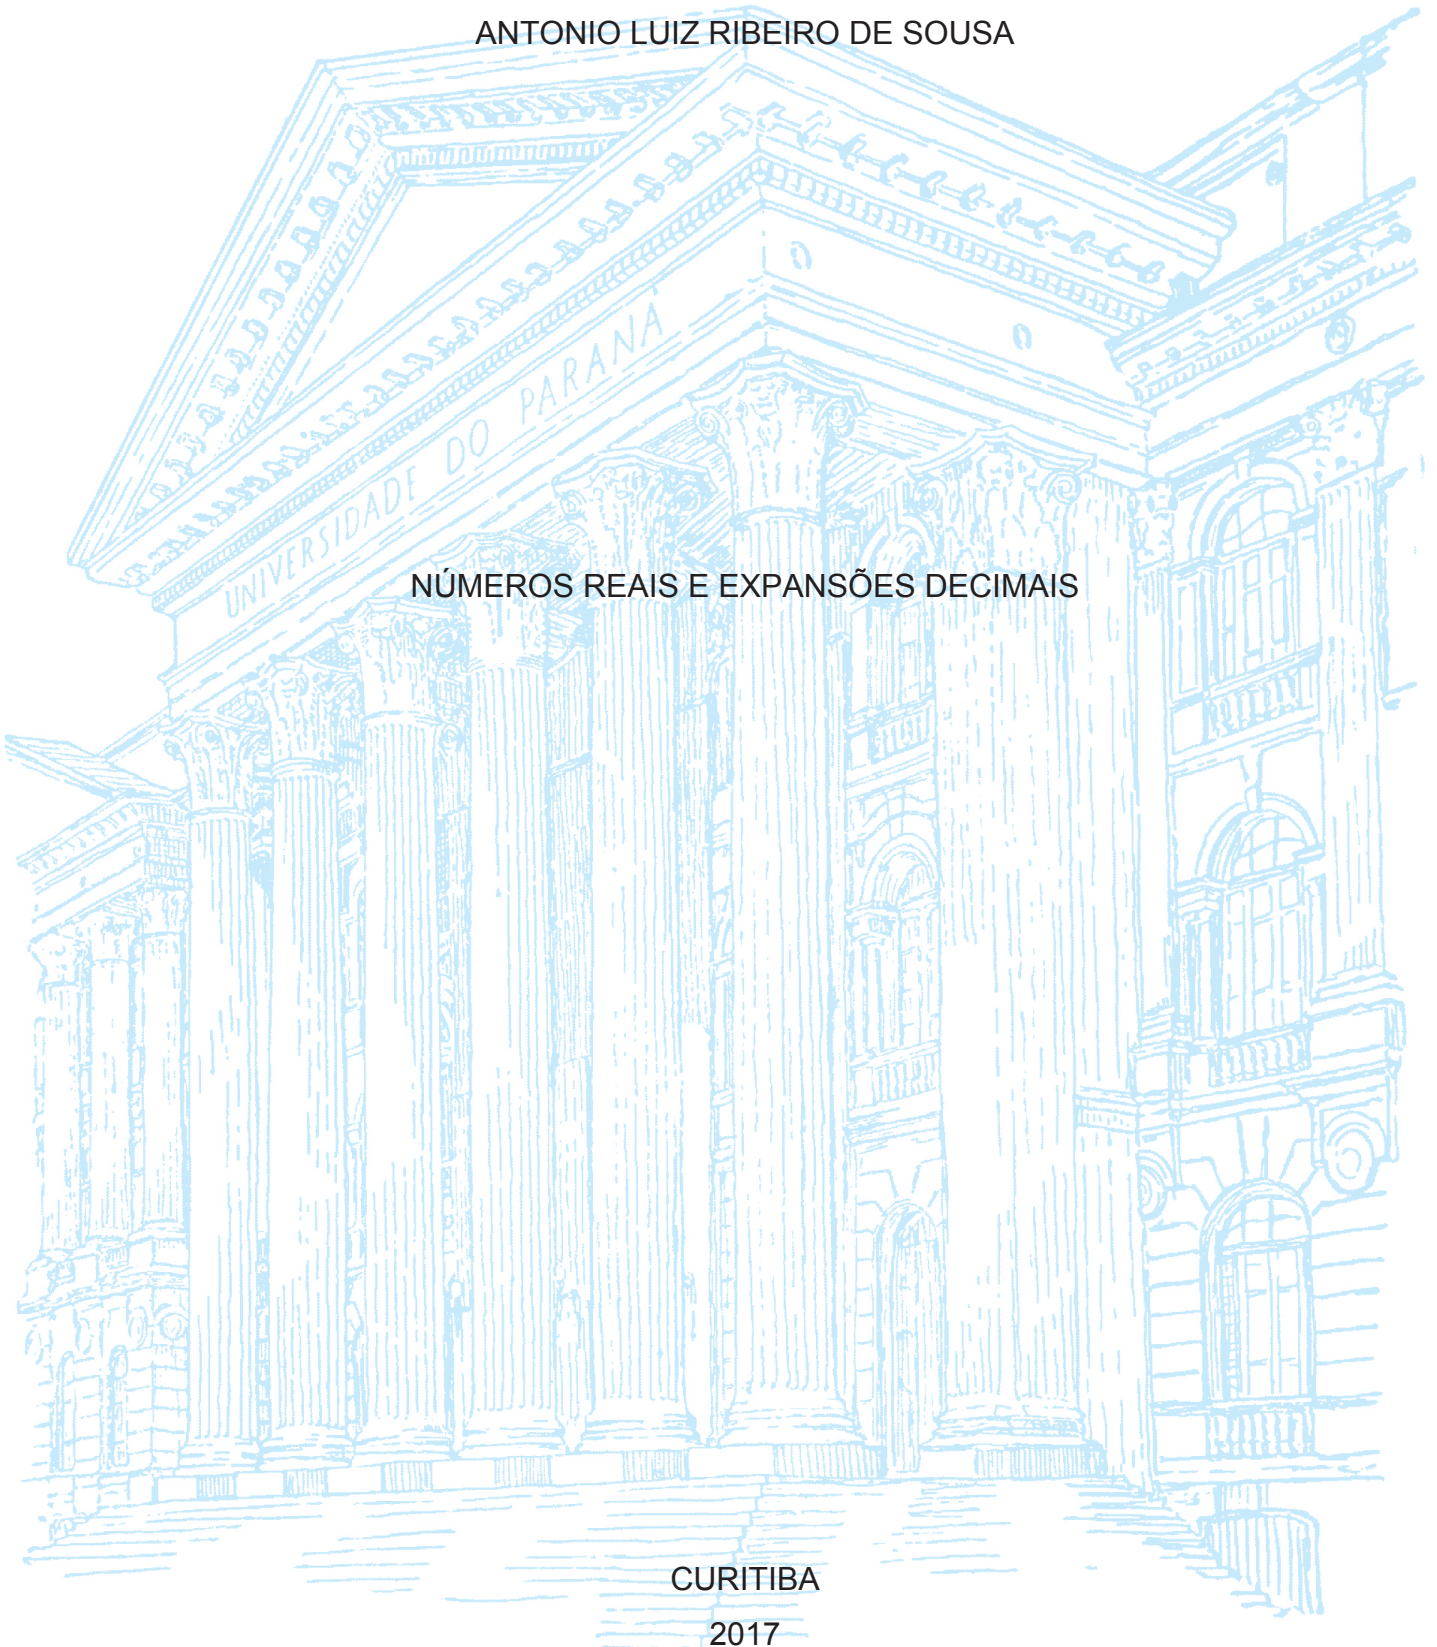 ANTONIO LUIZ RIBEIRO DE SOUSA
UNIVERSIDADE DO PARANÁ
NÚMEROS REAIS E EXPANSÕES DECIMAIS
CURITIBA
2017